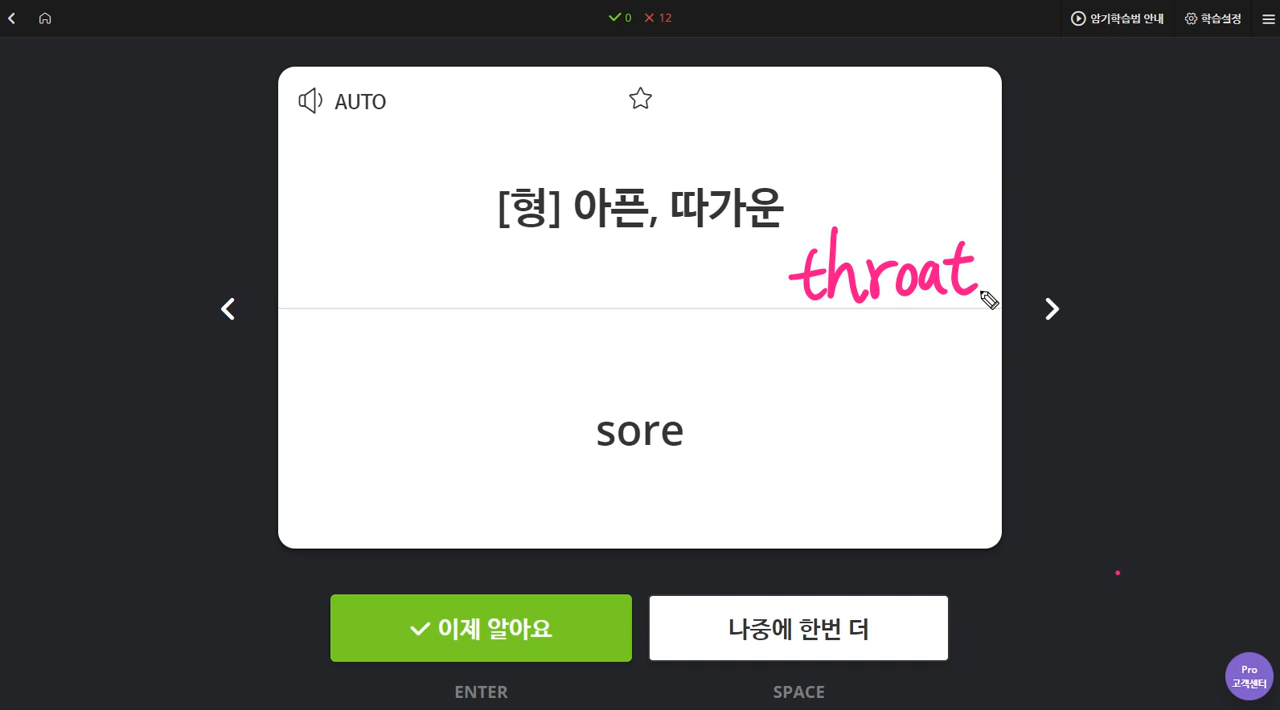 0 12 암기학습법 안내 학습설정
AUTO
[형] 아픈, 따가운
throat
sore
이제 알아요 나중에 한번 더
ENTER SPACE
Pro
고객센터